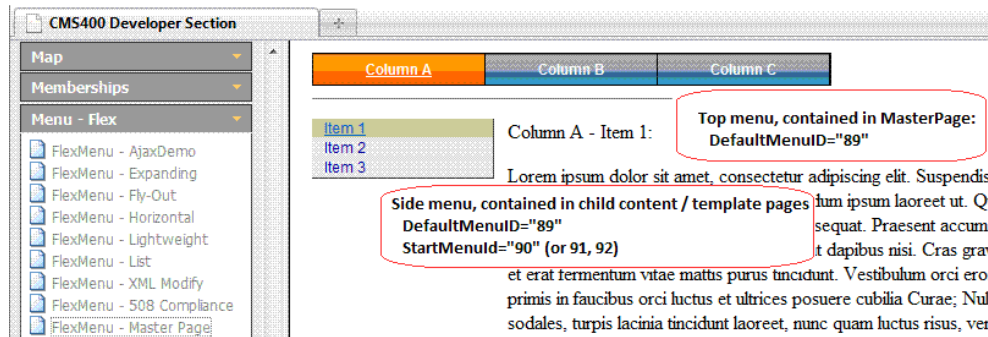 CMS400 Developer Section
Map
Memberships
Menu - Flex
FlexMenu - AjaxDemo
FlexMenu - Expanding
FlexMenu - Fly-Out
FlexMenu - Horizontal
FlexMenu - Lightweight
FlexMenu - List
FlexMenu - XML Modify
FlexMenu - 508 Compliance
FlexMenu - Master Page
Column A
Column B
Column C
Item 1
Item 2
Item 3
Top menu, contained in MasterPage:
DefaultMenuID="89"
Side menu, contained in child content / template pages
DefaultMenuID="89"
StartMenuId="90" (or 91, 92)
Column A - Item 1:
Lorem ipsum dolor sit amet, consectetur adipiscing elit. Suspendis
dum ipsum laoreet ut. Q
sequat. Praesent accum
t dapibus nisi. Cras grav
et erat fermentum vitae mattis purus tincidunt. Vestibulum orci ero
primis in faucibus orci luctus et ultrices posuere cubilia Curae; Nul
sodales, turpis lacinia tincidunt laoreet, nunc quam luctus risus, ver